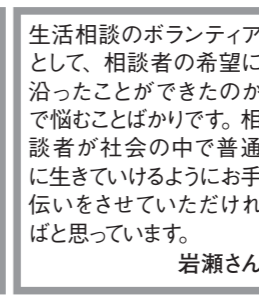 生活相談のボランティア
として、相談者の希望に
沿ったことができたのか
で悩むことばかりです。相
談者が社会の中で普通
に生きていけるようにお手
伝いをさせていただけれ
ばと思っています。
岩瀬さん